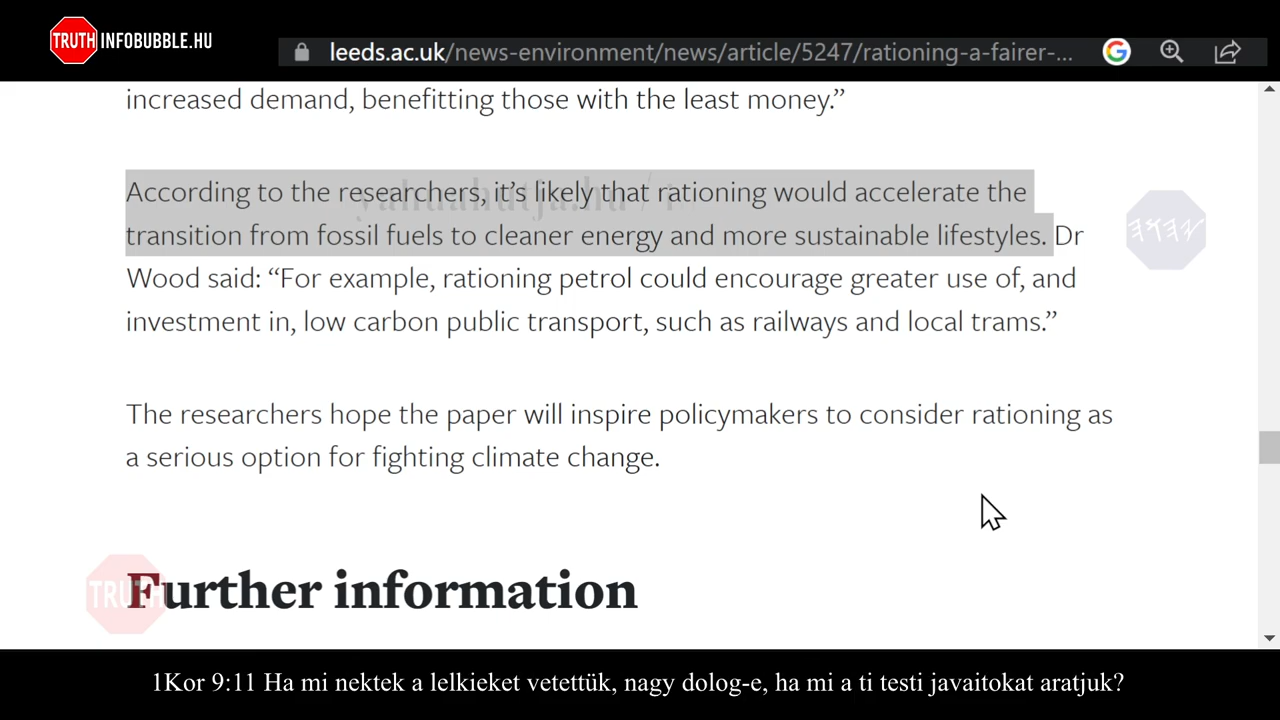 TRUTH INFOBUBBLE.HU
leeds.ac.uk/news-environment/news/article/5247/rationing-a-fairer-...
increased demand, benefitting those with the least money.”
According to the researchers, it’s likely that rationing would accelerate the
transition from fossil fuels to cleaner energy and more sustainable lifestyles. Dr
Wood said: “For example, rationing petrol could encourage greater use of, and
investment in, low carbon public transport, such as railways and local trams.”
The researchers hope the paper will inspire policymakers to consider rationing as
a serious option for fighting climate change.
TRUTH
Further information
1Kor 9:11 Ha mi nektek a lelkieket vetettük, nagy dolog-e, ha mi a ti testi javaitokat aratjuk?